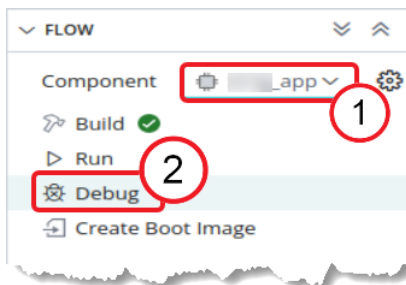 FLOW
Component _app
1
Build
Run
2
Debug
Create Boot Image